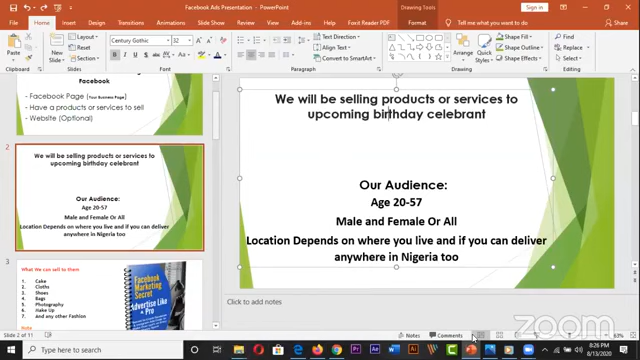 Facebook Ads Presentation - PowerPoint
Drawing Tools
Sign in
File Home Insert Design Transitions Animations Slide Show Review View Foxit Reader PDF Format Tell me what you want to do Share
Paste
New Slide
Layout
Reset
Section
Century Gothic 32
Text Direction
Align Text
Convert to SmartArt
Arrange
Quick Styles
Shape Fill
Shape Outline
Shape Effects
Find
Replace
Select
Clipboard Slides Font Paragraph Drawing Editing
Facebook
- Facebook Page (Your Business Page)
- Have a products or services to sell
- Website (Optional)
2
We will be selling products or services to
upcoming birthday celebrant
Our Audience:
Age 20-57
Male and Female Or All
Location Depends on where you live and if you can deliver
anywhere in Nigeria too
3
What We can Sell to them
1. Cake
2. Cloths
3. Shoes
4. Bags
5. Photography
6. Make Up
7. And any other Fashion
Note
Facebook
Marketing
Secret
Advertise Like a
Pro
We will be selling products or services to
upcoming birthday celebrant
Our Audience:
Age 20-57
Male and Female Or All
Location Depends on where you live and if you can deliver
anywhere in Nigeria too
Click to add notes
Slide 2 of 11
Notes
Comments
63%
zoom
Type here to search
8:26 PM
8/13/2020